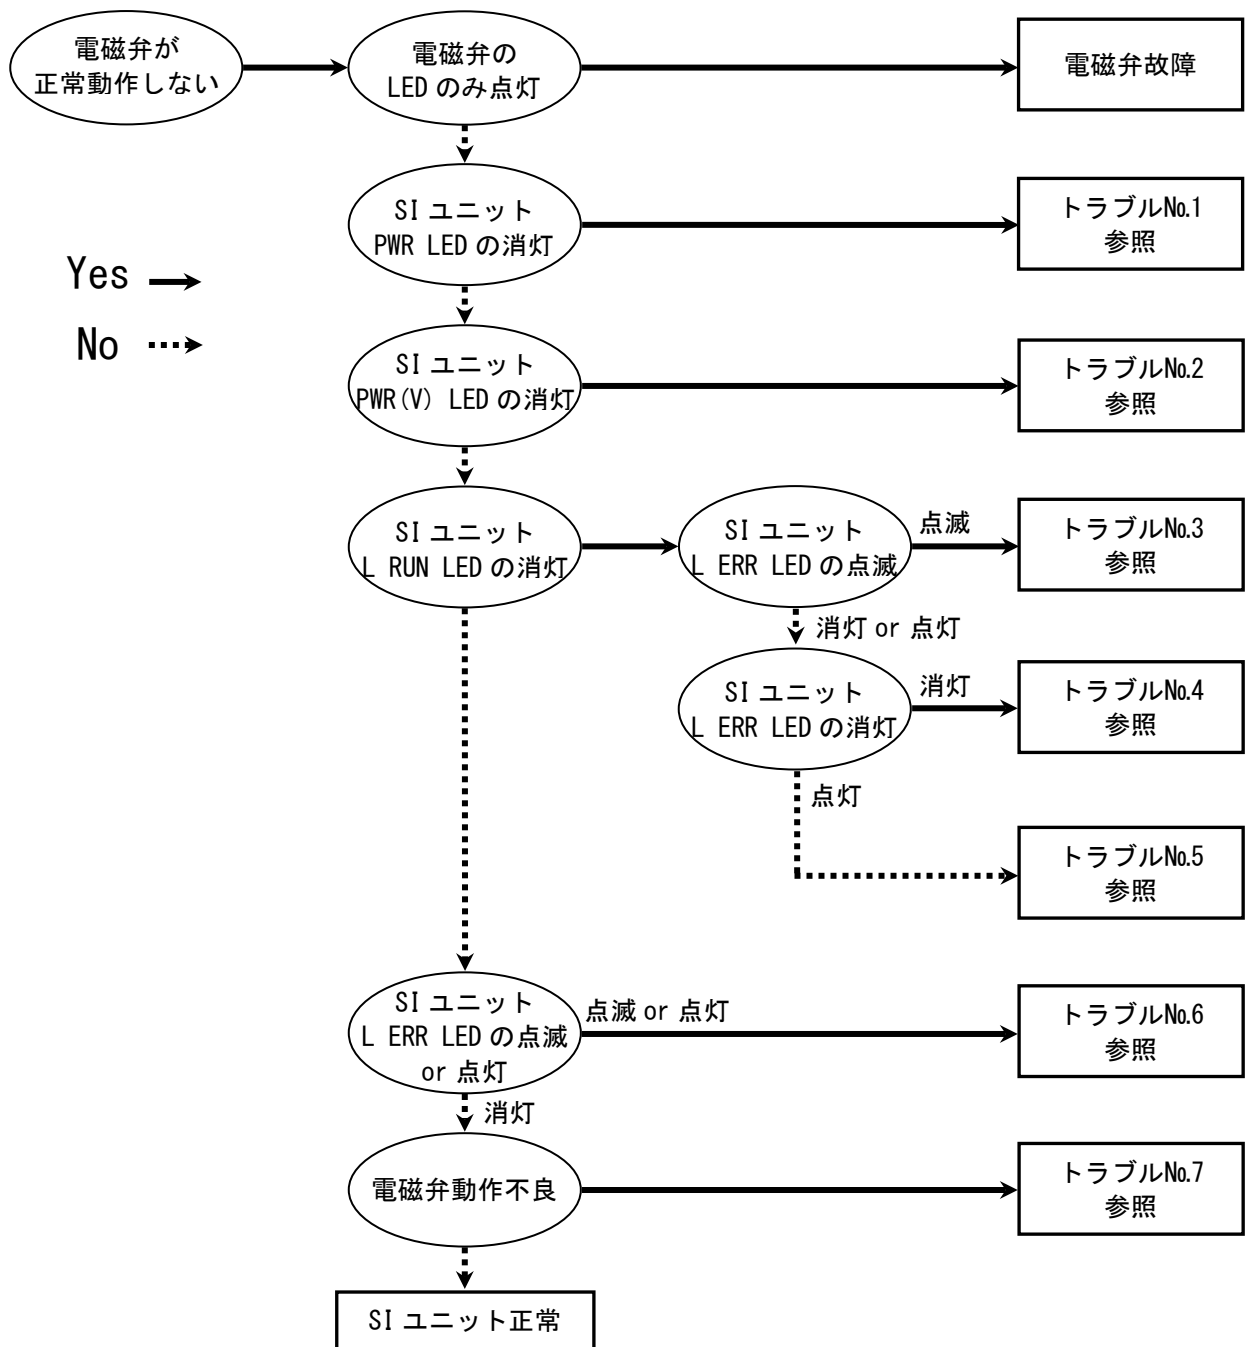 電磁弁が
正常動作しない
電磁弁の
LEDのみ点灯
電磁弁故障
SIユニット
PWR LEDの消灯
トラブル№1
参照
Yes
No
SIユニット
PWR(V) LEDの消灯
トラブル№2
参照
SIユニット
L RUN LEDの消灯
SIユニット
L ERR LEDの点滅
点滅
トラブル№3
参照
消灯 or 点灯
SIユニット
L ERR LEDの消灯
消灯
トラブル№4
参照
点灯
トラブル№5
参照
SIユニット
L ERR LEDの点滅
or 点灯
点滅 or 点灯
トラブル№6
参照
消灯
電磁弁動作不良
トラブル№7
参照
SIユニット正常